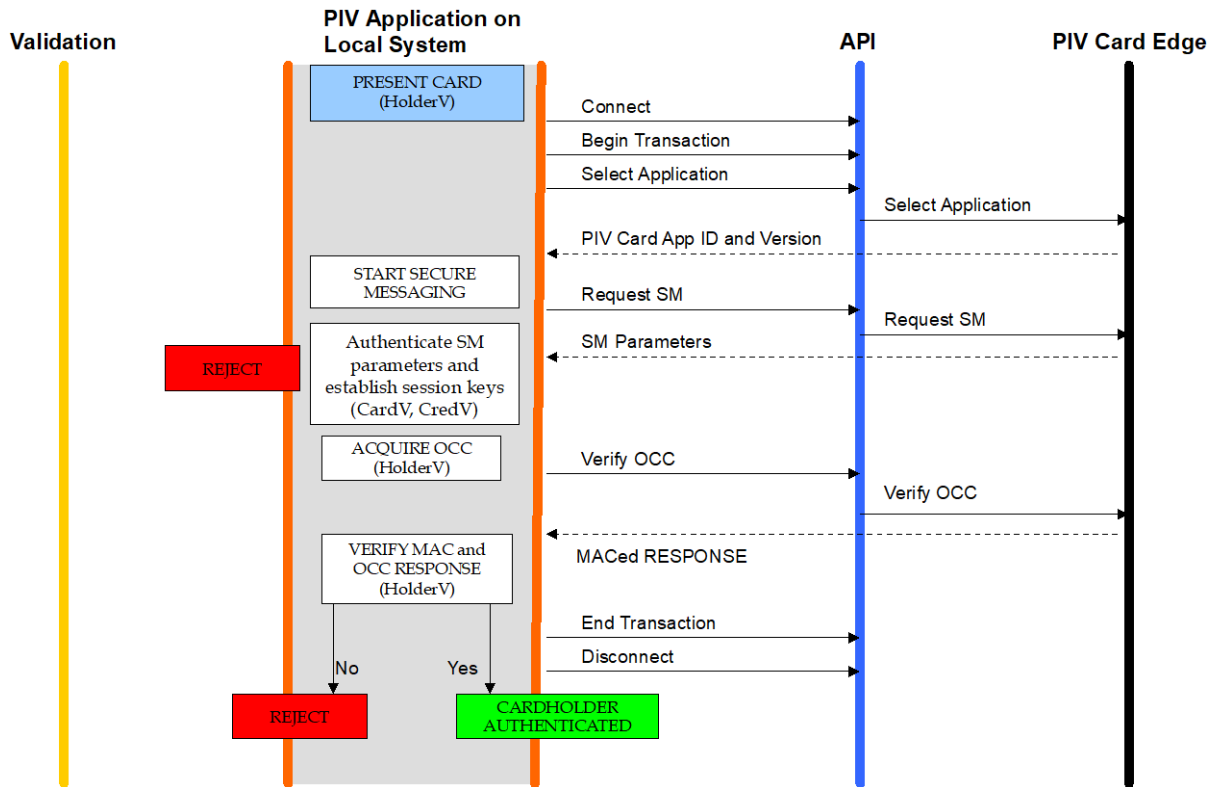 Validation
PIV Application on
Local System
API
PIV Card Edge
PRESENT CARD
(HolderV)
Connect
Begin Transaction
Select Application
Select Application
PIV Card App ID and Version
START SECURE
MESSAGING
Request SM
Request SM
SM Parameters
REJECT
Authenticate SM
parameters and
establish session keys
(CardV, CredV)
ACQUIRE OCC
(HolderV)
Verify OCC
Verify OCC
VERIFY MAC and
OCC RESPONSE
(HolderV)
MACed RESPONSE
End Transaction
Disconnect
No
Yes
REJECT
CARDHOLDER
AUTHENTICATED